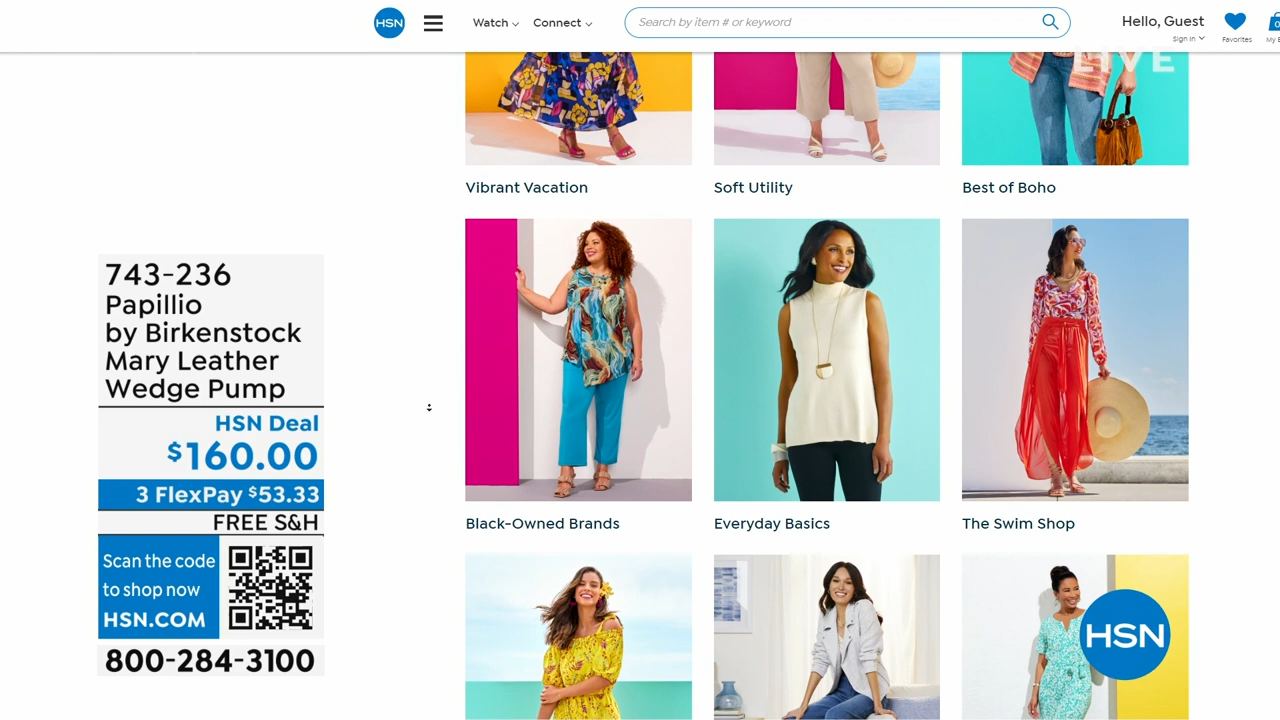 HSN
Watch
Connect
Search by item # or keyword
Hello, Guest
Sign In
Favorites
0
LIVE
Vibrant Vacation
Soft Utility
Best of Boho
743-236
Papillio
by Birkenstock
Mary Leather
Wedge Pump
HSN Deal
$160.00
3 FlexPay $53.33
FREE S&H
Scan the code
to shop now
HSN.COM
800-284-3100
Black-Owned Brands
Everyday Basics
The Swim Shop
HSN